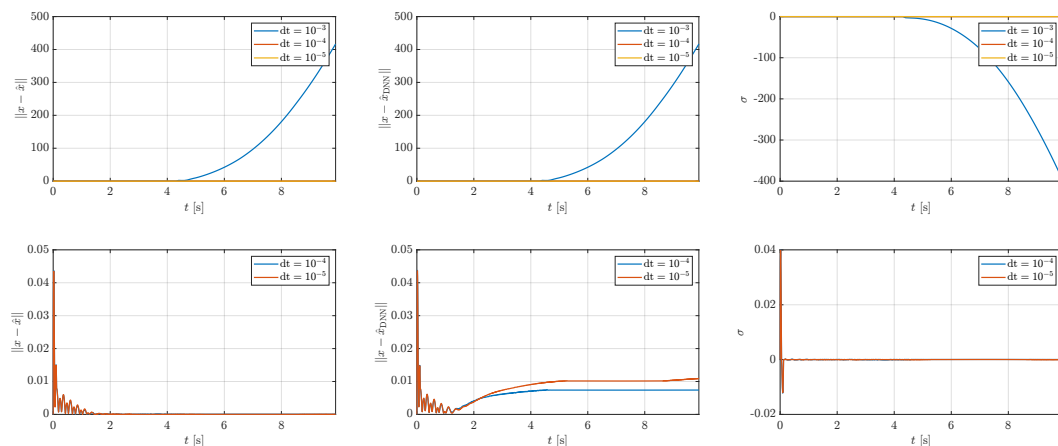 500
400
300
200
100
0
0 2 4 6 8
t [s]
||x − x̂||
dt = 10⁻³
dt = 10⁻⁴
dt = 10⁻⁵
500
400
300
200
100
0
0 2 4 6 8
t [s]
||x − x̂_DNN||
dt = 10⁻³
dt = 10⁻⁴
dt = 10⁻⁵
0
-100
-200
-300
-400
0 2 4 6 8
t [s]
σ
dt = 10⁻³
dt = 10⁻⁴
dt = 10⁻⁵
0.05
0.04
0.03
0.02
0.01
0
0 2 4 6 8
t [s]
||x − x̂||
dt = 10⁻⁴
dt = 10⁻⁵
0.05
0.04
0.03
0.02
0.01
0
0 2 4 6 8
t [s]
||x − x̂_DNN||
dt = 10⁻⁴
dt = 10⁻⁵
0.04
0.02
0
-0.02
0 2 4 6 8
t [s]
σ
dt = 10⁻⁴
dt = 10⁻⁵